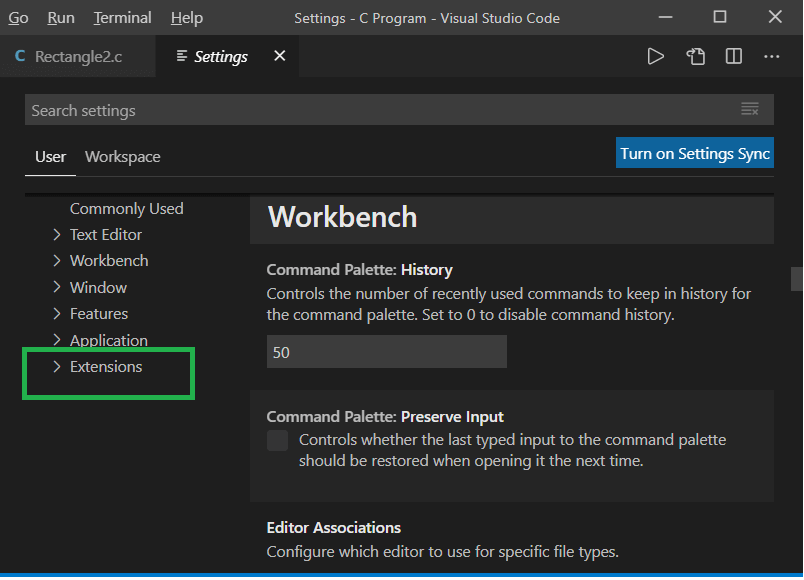 Go Run Terminal Help Settings - C Program - Visual Studio Code
C Rectangle2.c Settings
Search settings
User Workspace Turn on Settings Sync
Commonly Used
Text Editor
Workbench
Window
Features
Application
Extensions
Workbench
Command Palette: History
Controls the number of recently used commands to keep in history for
the command palette. Set to 0 to disable command history.
50
Command Palette: Preserve Input
Controls whether the last typed input to the command palette
should be restored when opening it the next time.
Editor Associations
Configure which editor to use for specific file types.